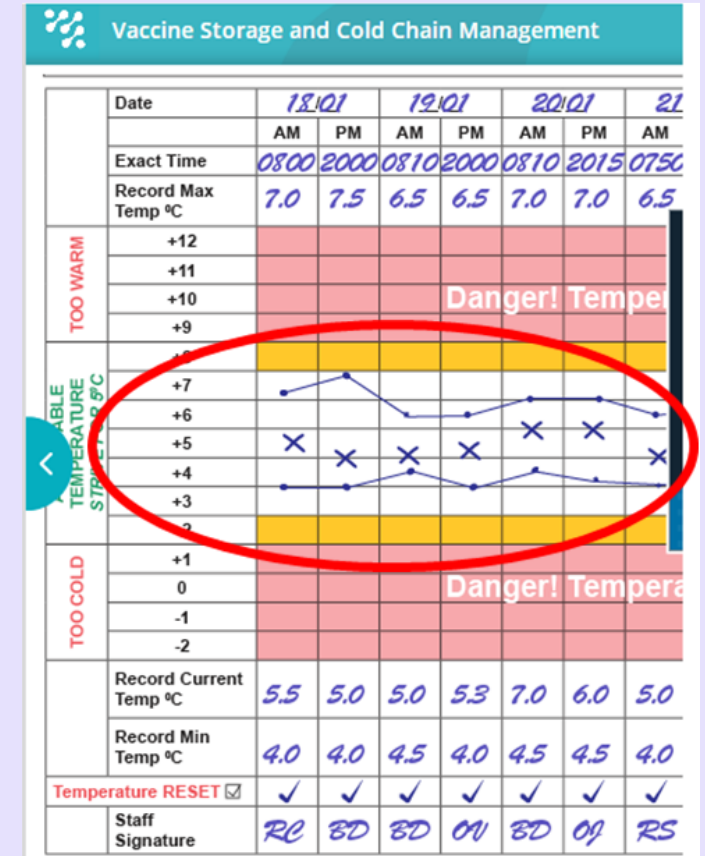 Vaccine Storage and Cold Chain Management
Date 18/01 19/01 20/01 21
AM PM AM PM AM PM AM
Exact Time 0800 2000 0810 2000 0810 2015 0750
Record Max Temp ºC 7.0 7.5 6.5 6.5 7.0 7.0 6.5
TOO WARM
+12
+11
+10 Danger! Temper
+9
TEMPERATURE
+7
+6
+5
+4
+3
TOO COLD
+1
0 Danger! Tempera
-1
-2
Record Current Temp ºC 5.5 5.0 5.0 5.3 7.0 6.0 5.0
Record Min Temp ºC 4.0 4.0 4.5 4.0 4.5 4.5 4.0
Temperature RESET ☑ ✓ ✓ ✓ ✓ ✓ ✓ ✓
Staff Signature RC BD BD OV BD OJ RS